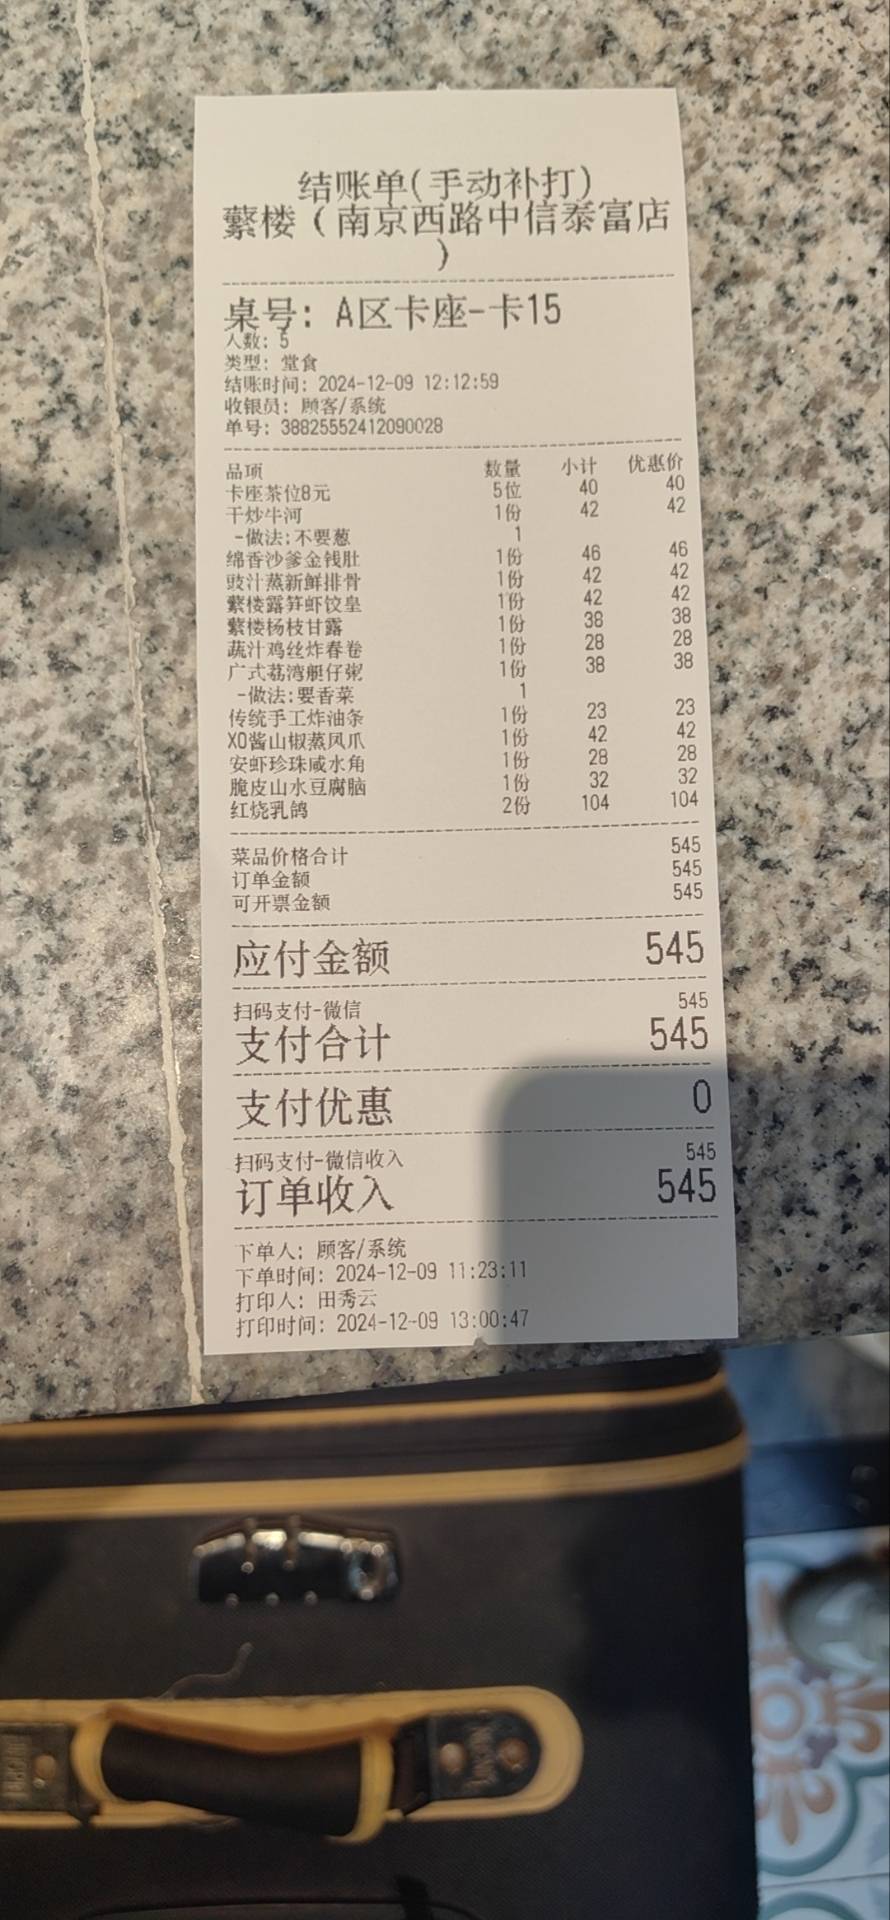 结账单(手动补打)
蘩楼（南京西路中信泰富店
）
桌号: A区卡座-卡15
人数: 5
类型: 堂食
结账时间: 2024-12-09 12:12:59
收银员: 顾客/系统
单号: 38825552412090028
品项 数量 小计 优惠价
卡座茶位8元 5位 40 40
干炒牛河 1份 42 42
-做法:不要葱 1
绵香沙爹金钱肚 1份 46 46
豉汁蒸新鲜排骨 1份 42 42
蘩楼露笋虾饺皇 1份 42 42
蘩楼杨枝甘露 1份 38 38
蔬汁鸡丝炸春卷 1份 28 28
广式荔湾艇仔粥 1份 38 38
-做法:要香菜 1
传统手工炸油条 1份 23 23
XO酱山椒蒸凤爪 1份 42 42
安虾珍珠咸水角 1份 28 28
脆皮山水豆腐脑 1份 32 32
红烧乳鸽 2份 104 104
菜品价格合计 545
订单金额 545
可开票金额 545
应付金额 545
扫码支付-微信 545
支付合计 545
支付优惠 0
扫码支付-微信收入 545
订单收入 545
下单人: 顾客/系统
下单时间: 2024-12-09 11:23:11
打印人: 田秀云
打印时间: 2024-12-09 13:00:47